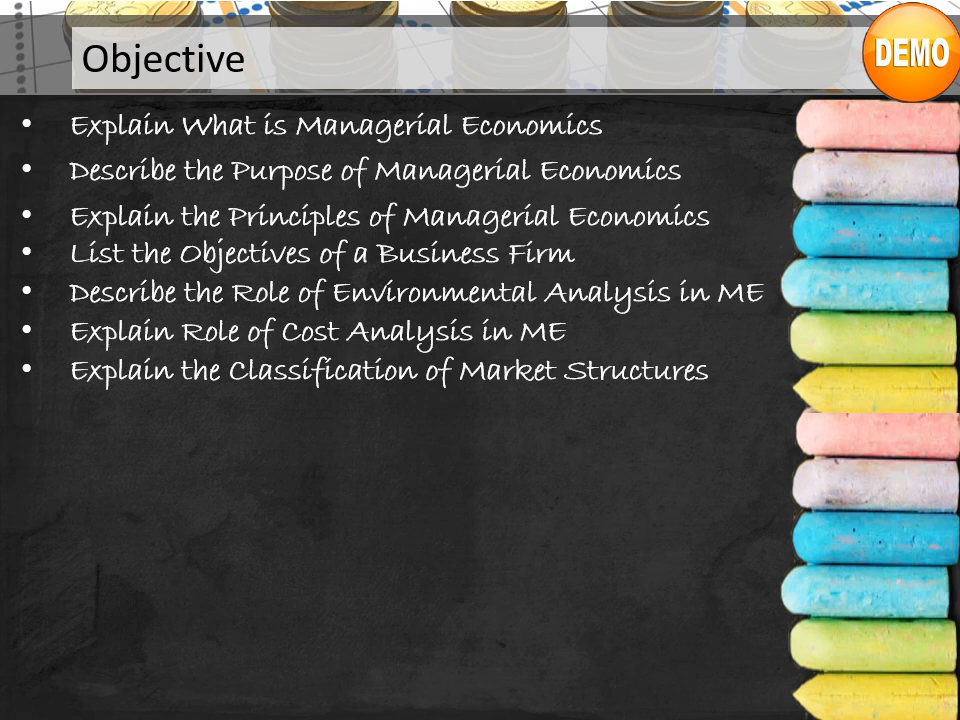 Objective
DEMO
• Explain What is Managerial Economics
• Describe the Purpose of Managerial Economics
• Explain the Principles of Managerial Economics
• List the Objectives of a Business Firm
• Describe the Role of Environmental Analysis in ME
• Explain Role of Cost Analysis in ME
• Explain the Classification of Market Structures